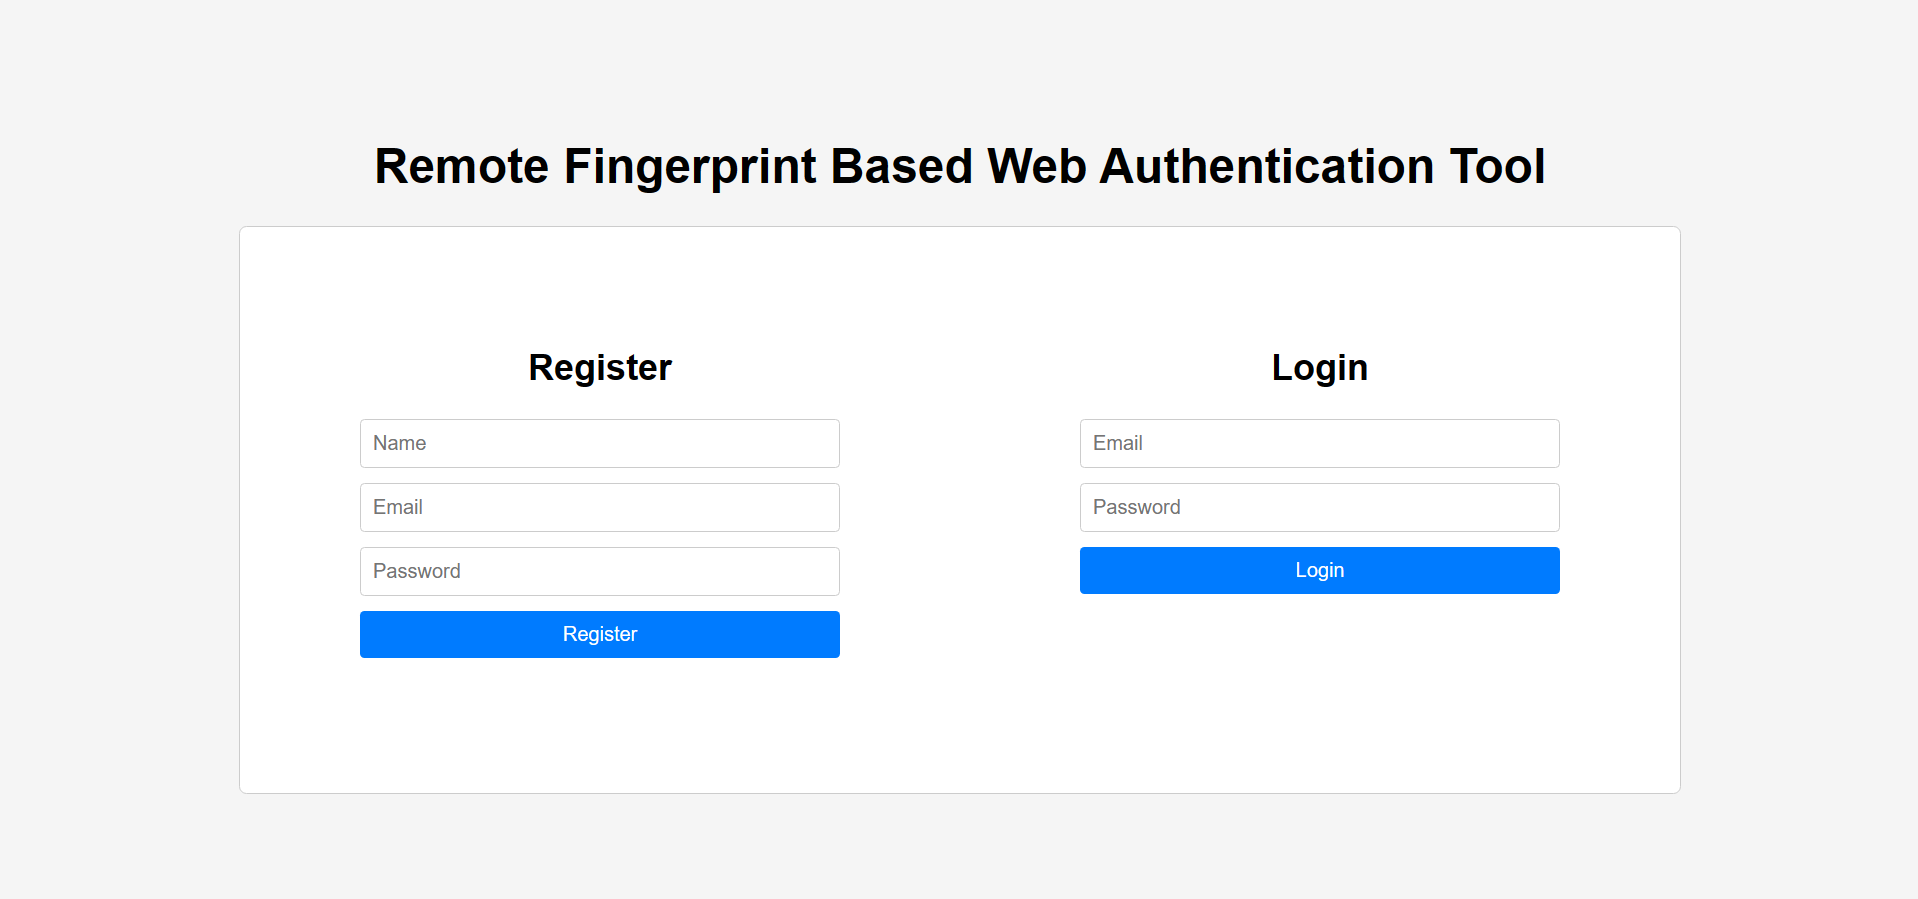 Remote Fingerprint Based Web Authentication Tool
Register
Name
Email
Password
Register
Login
Email
Password
Login